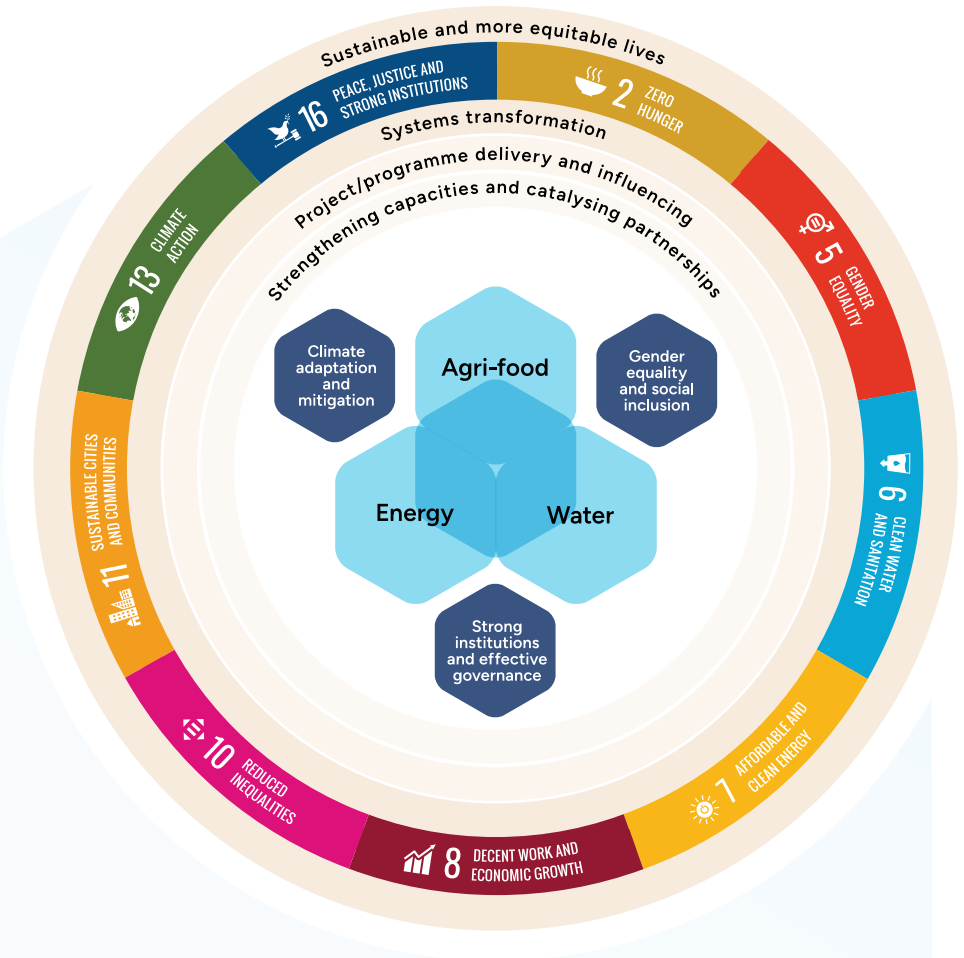 Sustainable and more equitable lives
16
PEACE, JUSTICE AND
STRONG INSTITUTIONS
2
ZERO
HUNGER
5
GENDER
EQUALITY
6
CLEAN WATER
AND SANITATION
7
AFFORDABLE AND
CLEAN ENERGY
8
DECENT WORK AND
ECONOMIC GROWTH
10
REDUCED
INEQUALITIES
11
SUSTAINABLE CITIES
AND COMMUNITIES
13
CLIMATE
ACTION
Systems transformation
Project/programme delivery and influencing
Strengthening capacities and catalysing partnerships
Climate
adaptation
and
mitigation
Agri-food
Gender
equality
and social
inclusion
Energy
Water
Strong
institutions
and effective
governance